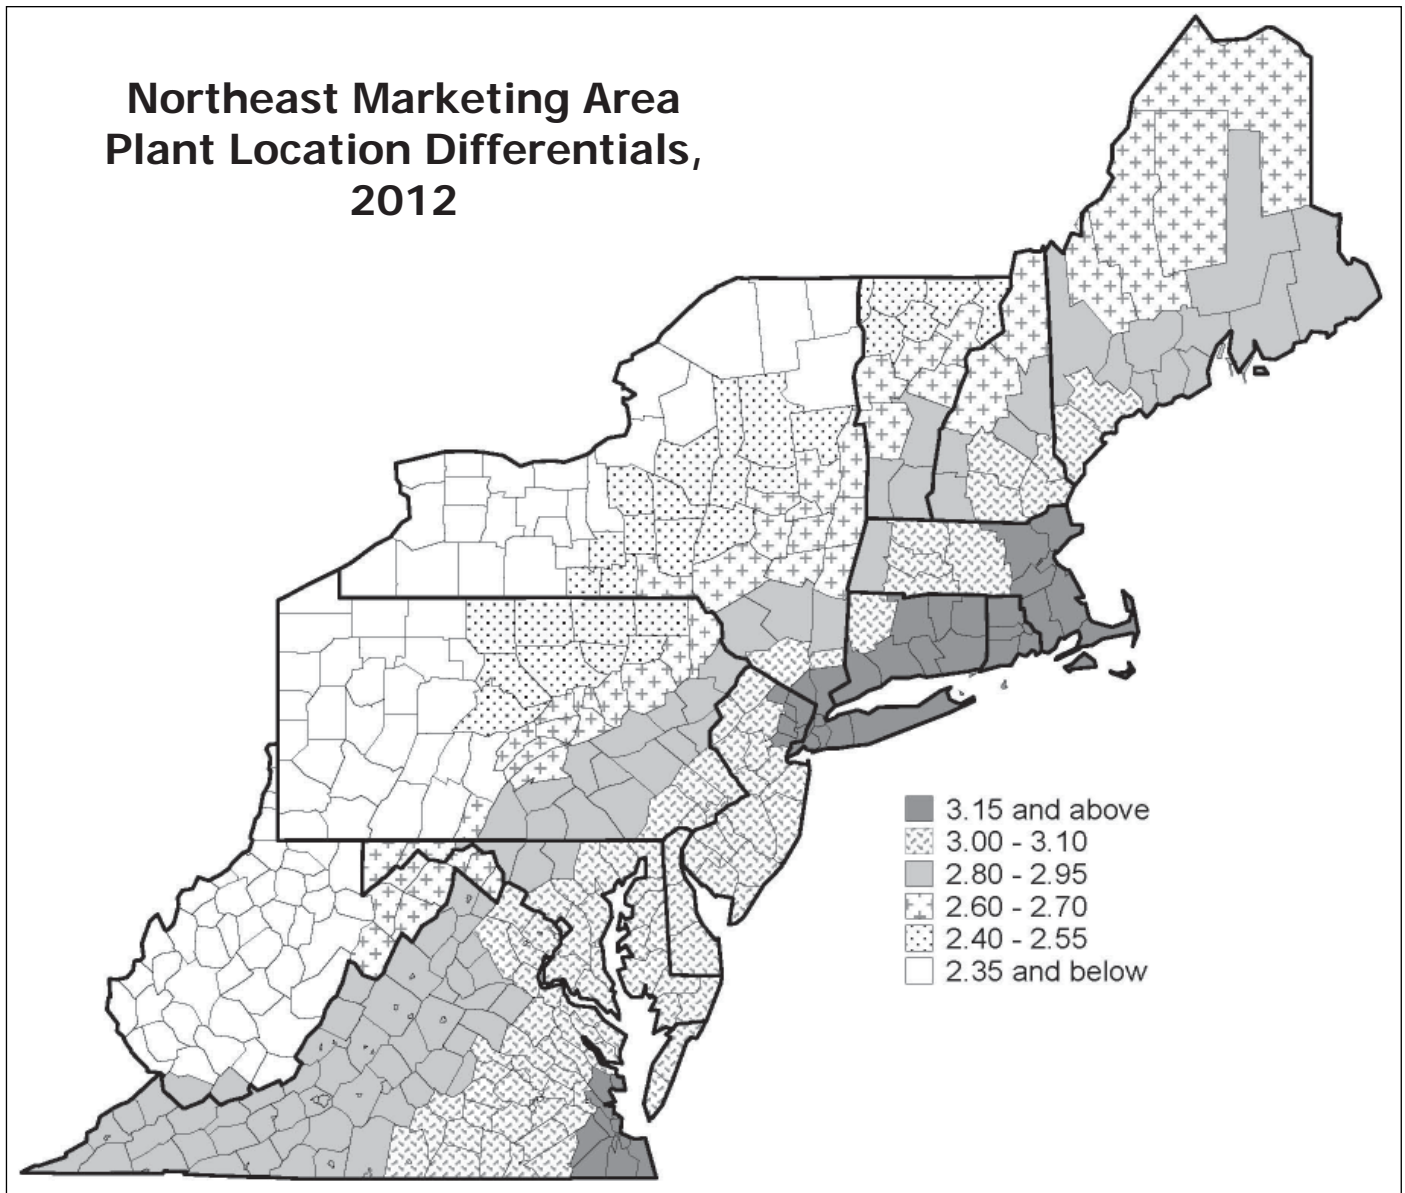 Northeast Marketing Area
Plant Location Differentials,
2012
3.15 and above
3.00 - 3.10
2.80 - 2.95
2.60 - 2.70
2.40 - 2.55
2.35 and below